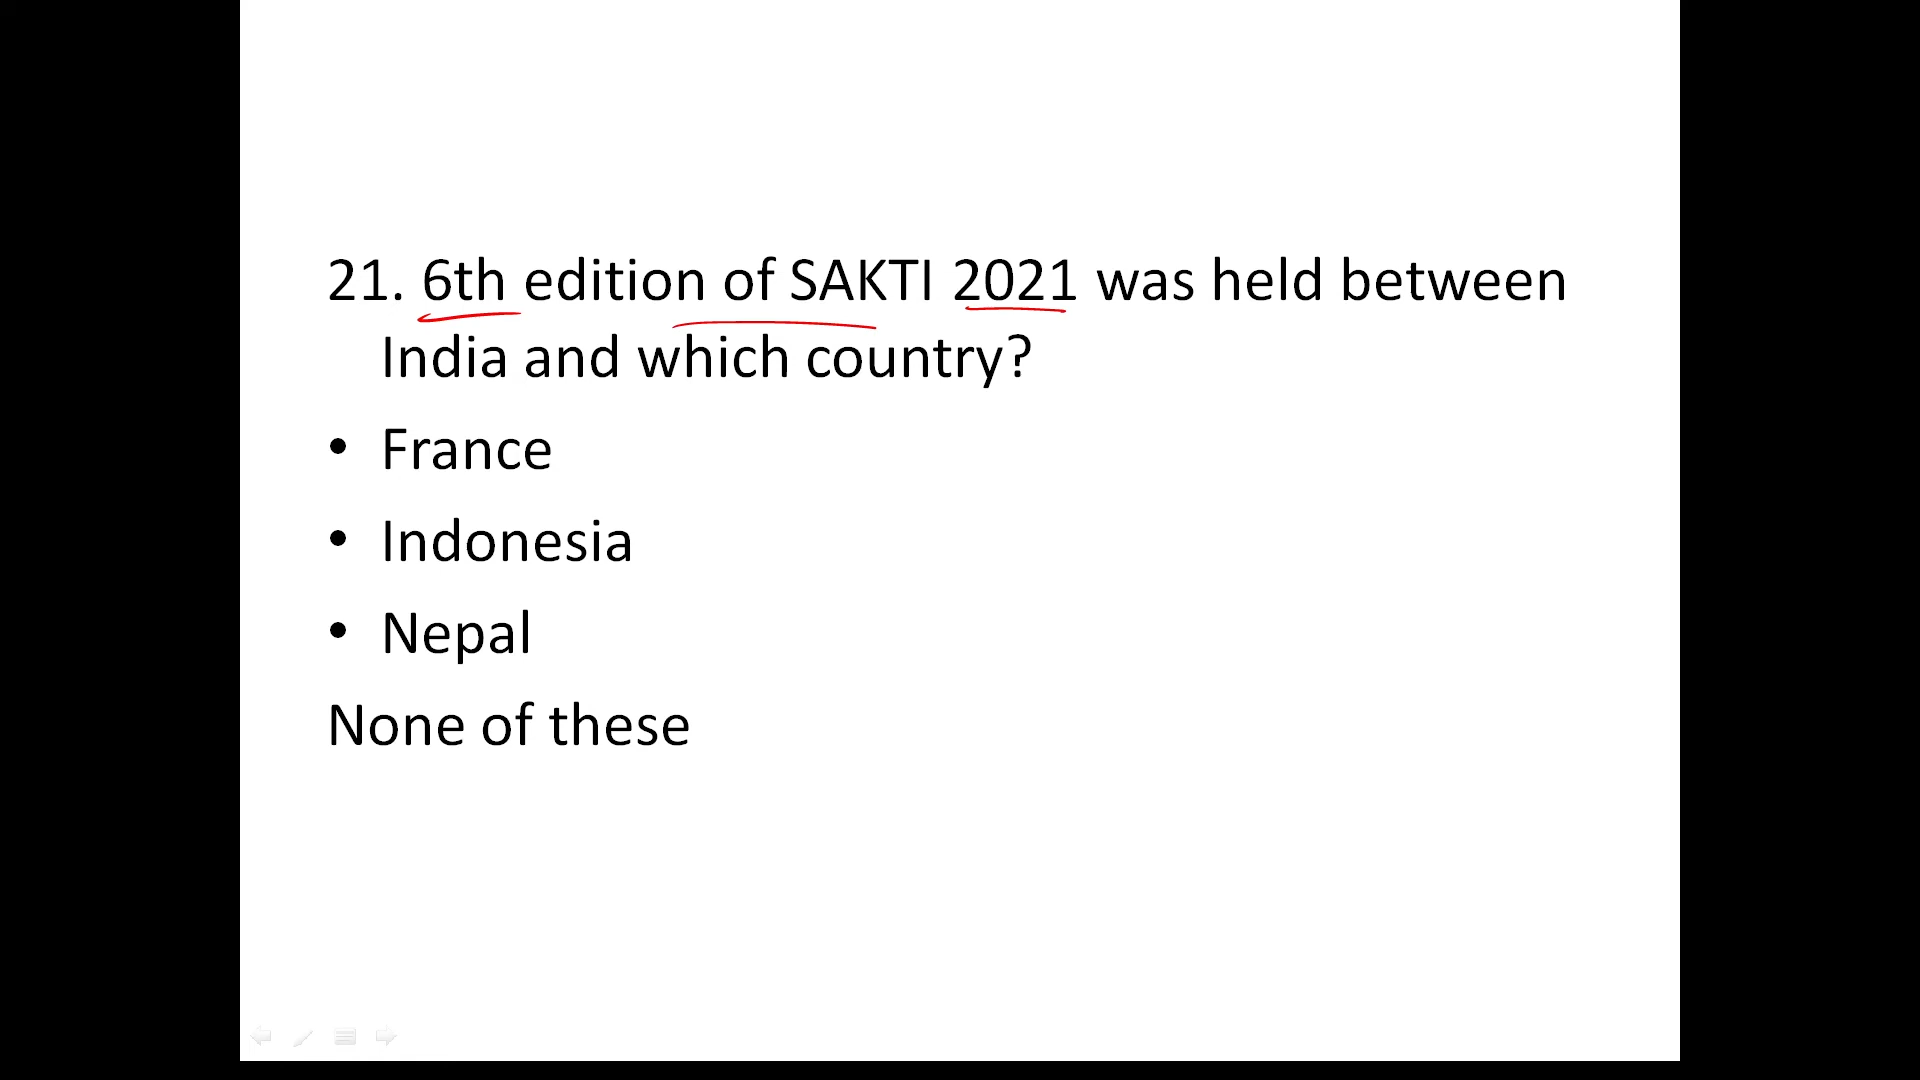 21. 6th edition of SAKTI 2021 was held between
India and which country?
• France
• Indonesia
• Nepal
None of these